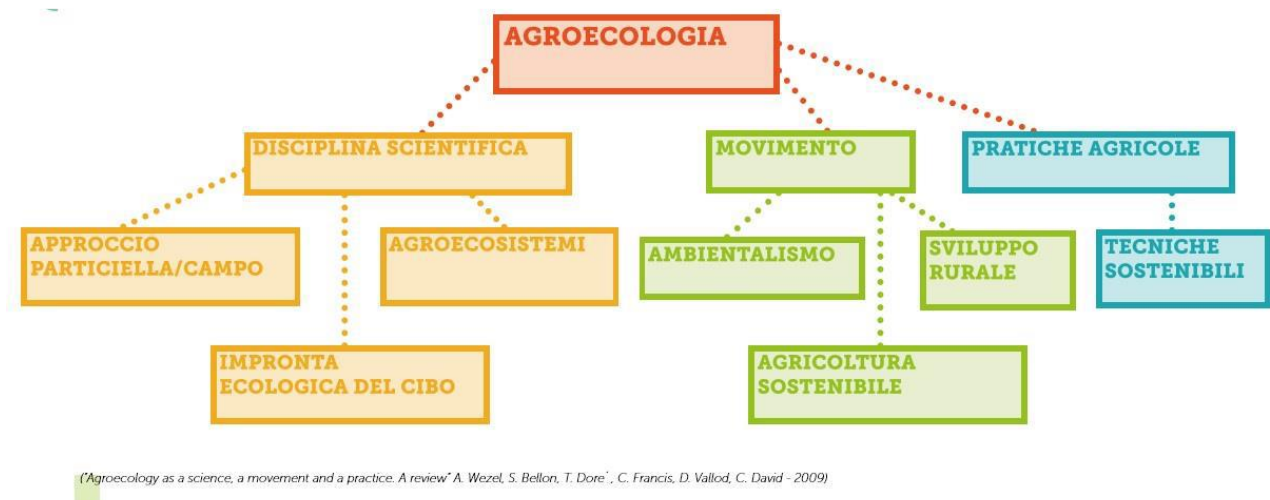 AGROECOLOGIA
DISCIPLINA SCIENTIFICA
MOVIMENTO
PRATICHE AGRICOLE
APPROCCIO
PARTICIELLA/CAMPO
AGROECOSISTEMI
AMBIENTALISMO
SVILUPPO
RURALE
TECNICHE
SOSTENIBILI
IMPRONTA
ECOLOGICA DEL CIBO
AGRICOLTURA
SOSTENIBILE
("Agroecology as a science, a movement and a practice. A review" A. Wezel, S. Bellon, T. Dore´, C. Francis, D. Vallod, C. David - 2009)